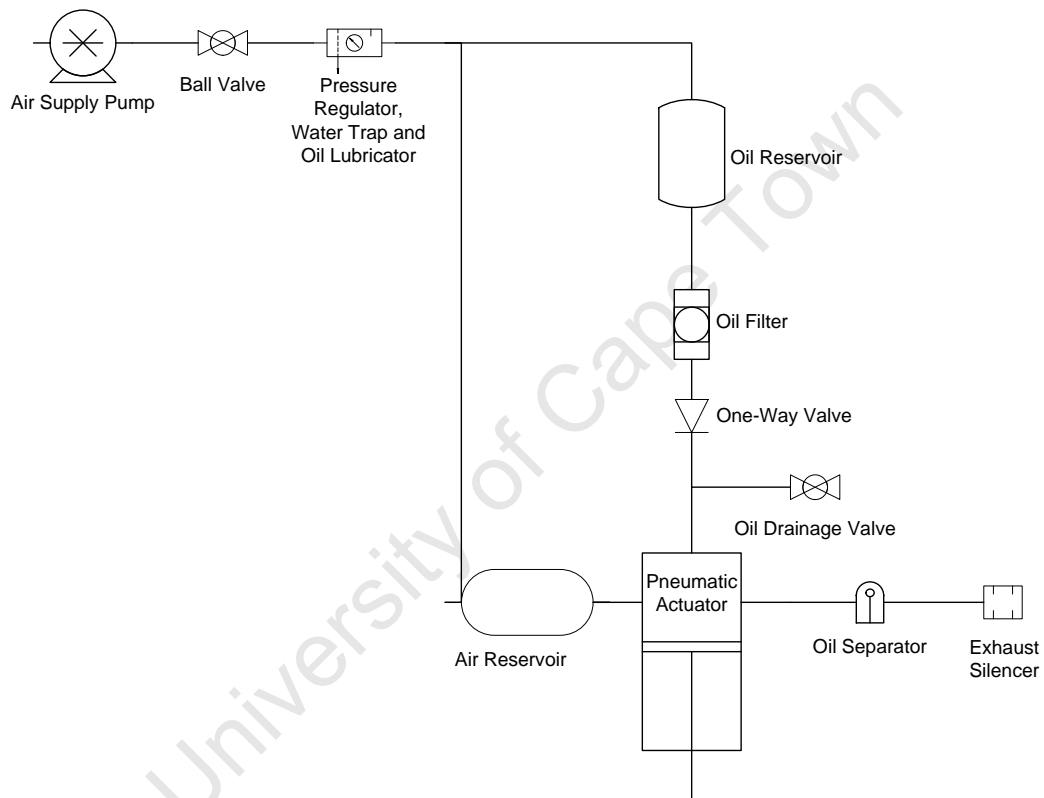 Air Supply Pump
Ball Valve
Pressure
Regulator,
Water Trap and
Oil Lubricator
Oil Reservoir
Oil Filter
One-Way Valve
Oil Drainage Valve
Pneumatic
Actuator
Air Reservoir
Oil Separator
Exhaust
Silencer
University of Cape Town